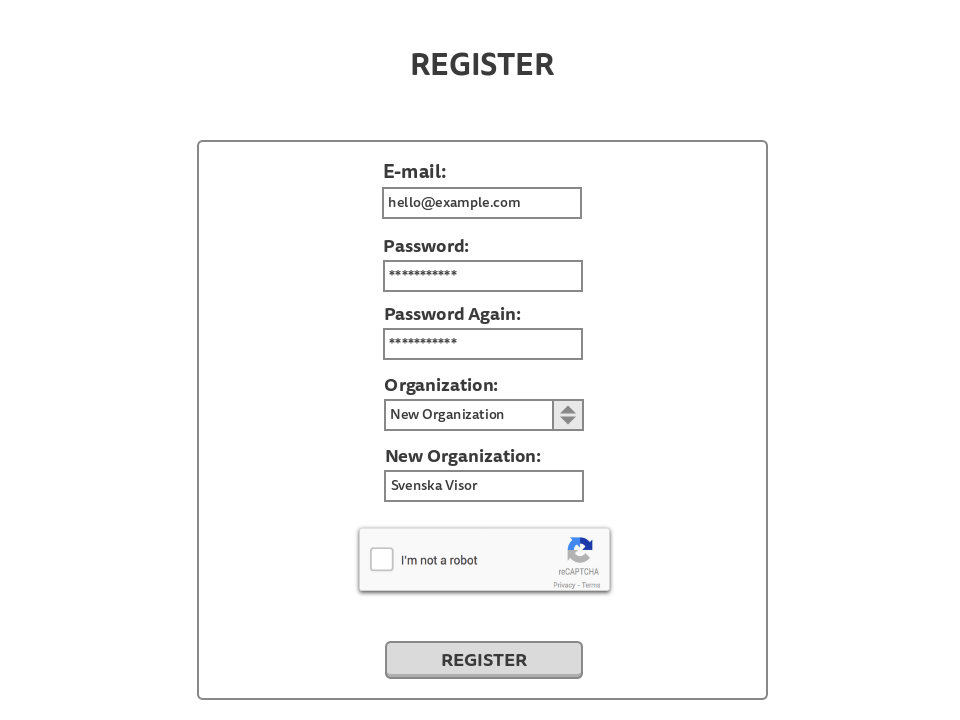 REGISTER
E-mail:
hello@example.com
Password:
***********
Password Again:
***********
Organization:
New Organization
New Organization:
Svenska Visor
I'm not a robot
reCAPTCHA
Privacy - Terms
REGISTER